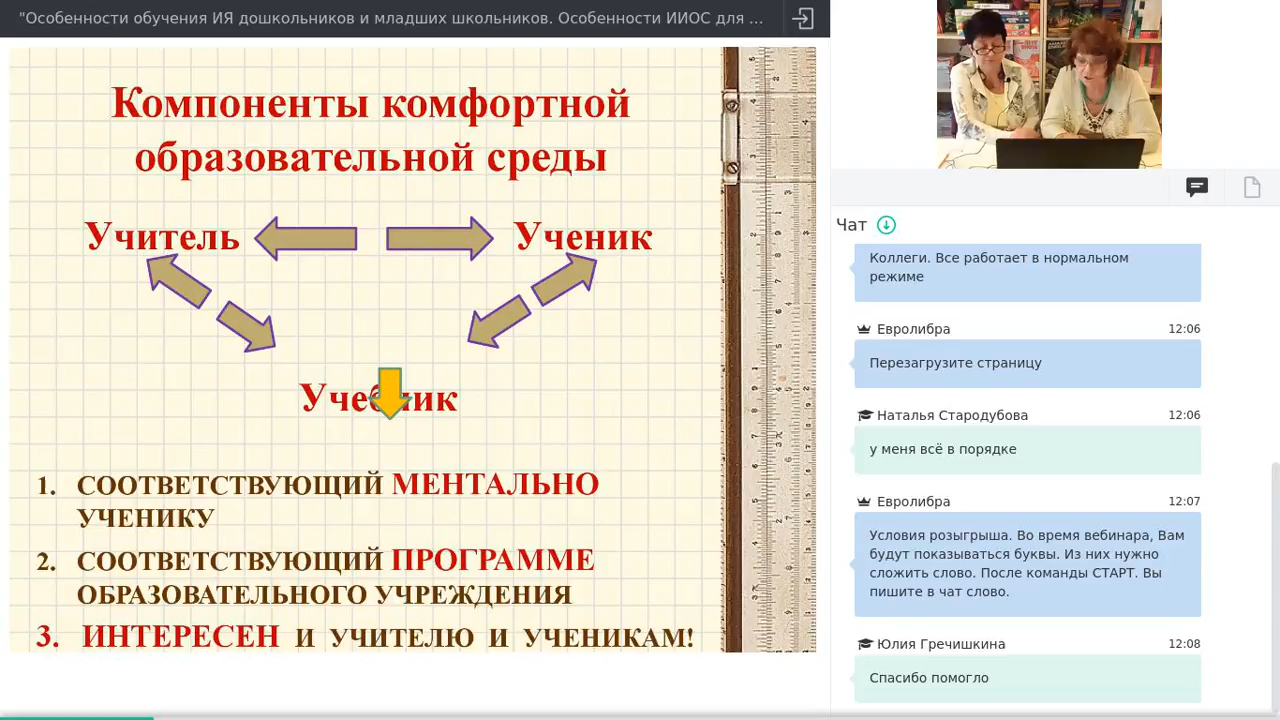 "Особенности обучения ИЯ дошкольников и младших школьников. Особенности ИИОС для ...
Компоненты комфортной
образовательной среды
Учитель
Ученик
Учебник
1. СООТВЕТСТВУЮЩИЙ МЕНТАЛЬНО
УЧЕНИКУ
2. СООТВЕТСТВУЮЩИЙ ПРОГРАММЕ
ОБРАЗОВАТЕЛЬНОГО УЧРЕЖДЕНИЯ
3. ИНТЕРЕСЕН И УЧИТЕЛЮ И УЧЕНИКАМ!
Чат
Коллеги. Все работает в нормальном
режиме
Евролибра 12:06
Перезагрузите страницу
Наталья Стародубова 12:06
у меня всё в порядке
Евролибра 12:07
Условия розыгрыша. Во время вебинара, Вам
будут показываться буквы. Из них нужно
сложить слово. После команды СТАРТ. Вы
пишите в чат слово.
Юлия Гречишкина 12:08
Спасибо помогло